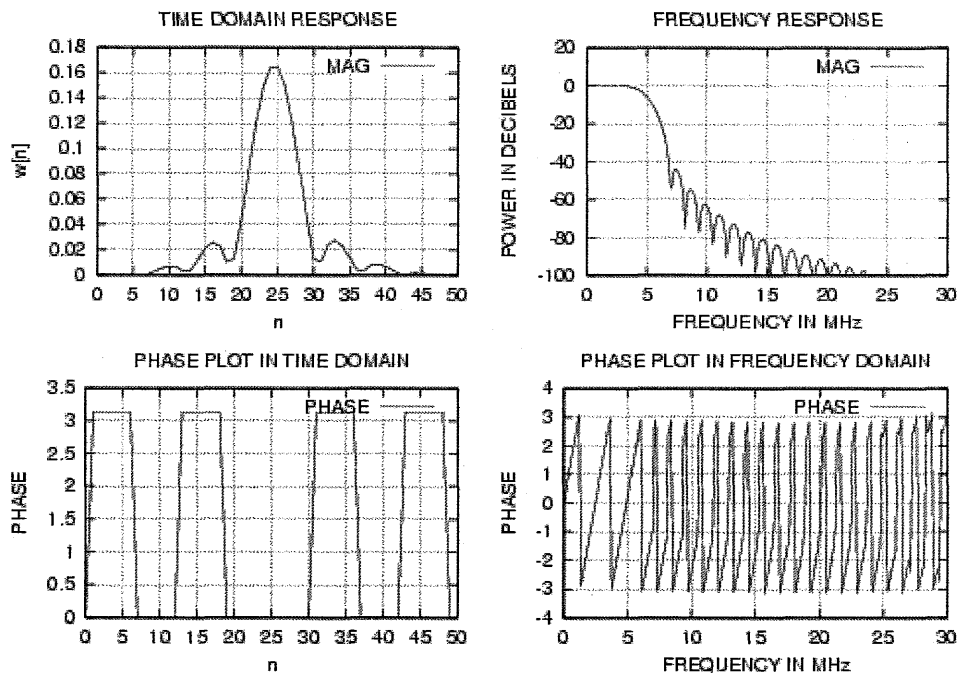 TIME DOMAIN RESPONSE
0.18
0.16
0.14
0.12
0.1
0.08
0.06
0.04
0.02
0
w[n]
MAG
0 5 10 15 20 25 30 35 40 45 50
n
FREQUENCY RESPONSE
20
0
-20
-40
-60
-80
-100
POWER IN DECIBELS
MAG
0 5 10 15 20 25 30
FREQUENCY IN MHz
PHASE PLOT IN TIME DOMAIN
3.5
3
2.5
2
1.5
1
0.5
0
PHASE
PHASE
0 5 10 15 20 25 30 35 40 45 50
n
PHASE PLOT IN FREQUENCY DOMAIN
4
3
2
1
0
-1
-2
-3
-4
PHASE
PHASE
0 5 10 15 20 25 30
FREQUENCY IN MHz